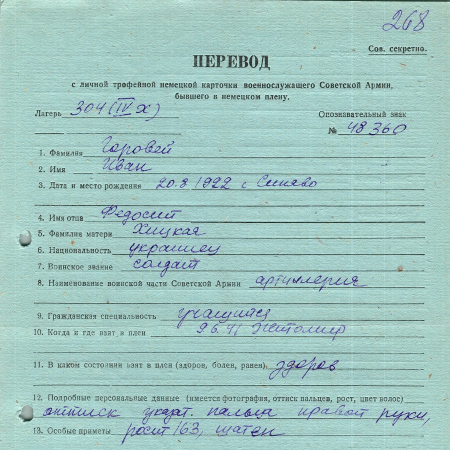 268
Сов. секретно.
ПЕРЕВОД
с личной трофейной немецкой карточки военнослужащего Советской Армии,
бывшего в немецком плену.
Лагерь 304 (IV X) Опознавательный знак
№ 48360
1. Фамилия Горовей
2. Имя Иван
3. Дата и место рождения 20.8.1922 с. Синяво
4. Имя отца Федосит
5. Фамилия матери Хицкая
6. Национальность украинец
7. Воинское звание солдат
8. Наименование воинской части Советской Армии артиллерия
9. Гражданская специальность учащийся
10. Когда и где взят в плен 9.6.41 Житомир
11. В каком состоянии взят в плен (здоров, болен, ранен) здоров
12. Подробные персональные данные (имеется фотография, оттиск пальцев, рост, цвет волос)
оттиск указат. пальца правой руки,
13. Особые приметы рост 163, шатен